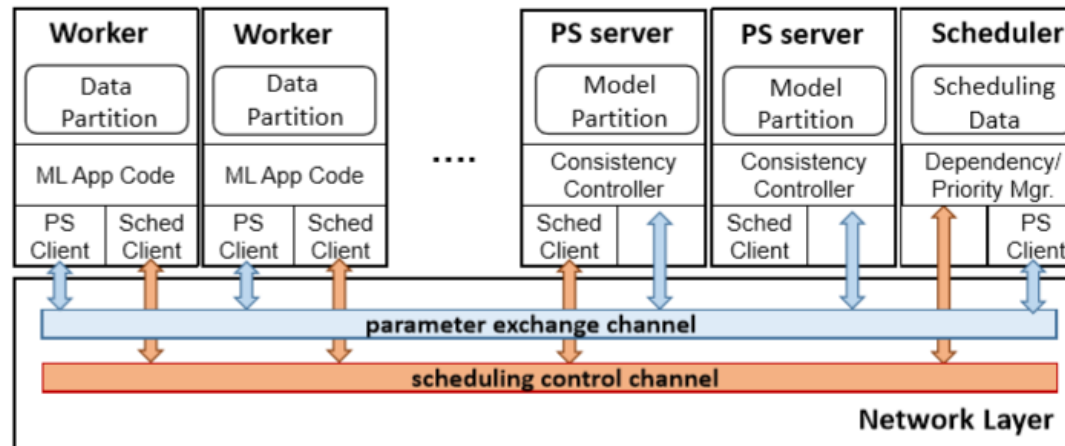 Worker
Data
Partition
ML App Code
PS
Client
Sched
Client
Worker
Data
Partition
ML App Code
PS
Client
Sched
Client
....
PS server
Model
Partition
Consistency
Controller
Sched
Client
PS server
Model
Partition
Consistency
Controller
Sched
Client
Scheduler
Scheduling
Data
Dependency/
Priority Mgr.
PS
Client
parameter exchange channel
scheduling control channel
Network Layer